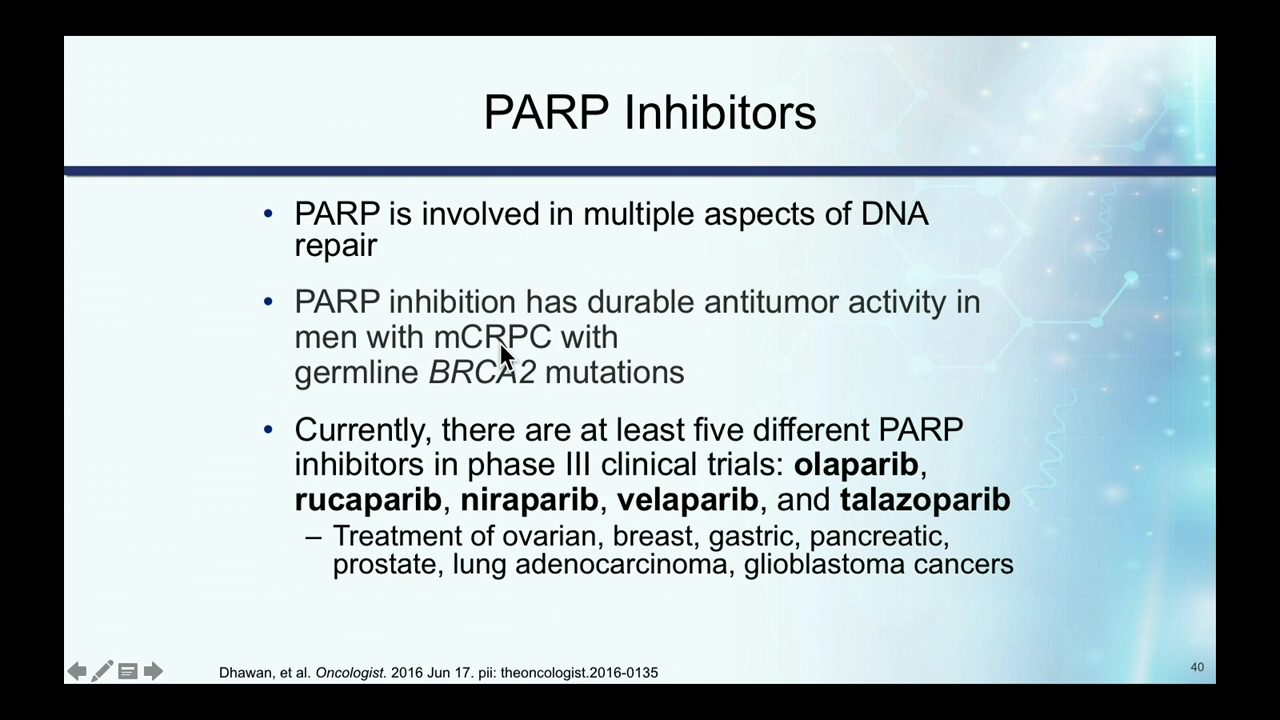 PARP Inhibitors
• PARP is involved in multiple aspects of DNA
repair
• PARP inhibition has durable antitumor activity in
men with mCRPC with
germline BRCA2 mutations
• Currently, there are at least five different PARP
inhibitors in phase III clinical trials: olaparib,
rucaparib, niraparib, velaparib, and talazoparib
– Treatment of ovarian, breast, gastric, pancreatic,
prostate, lung adenocarcinoma, glioblastoma cancers
Dhawan, et al. Oncologist. 2016 Jun 17. pii: theoncologist.2016-0135
40